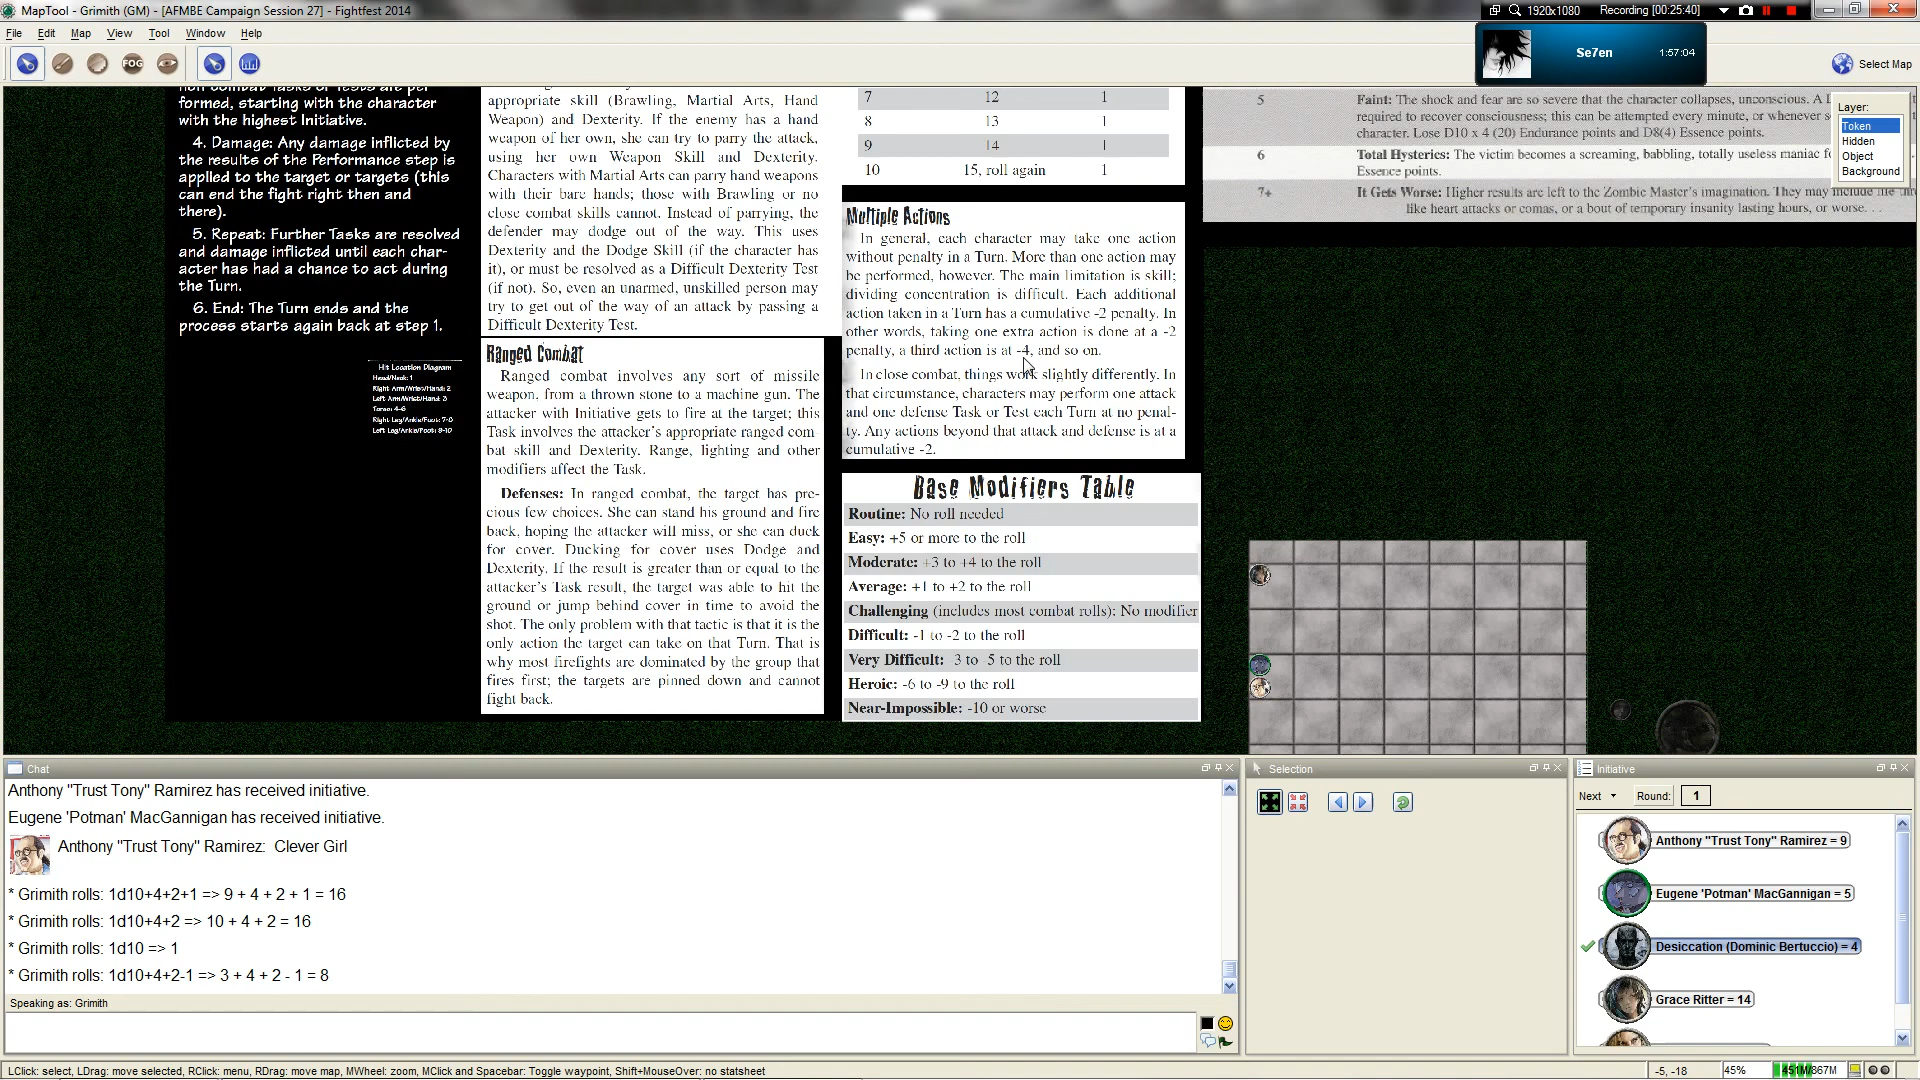 MapTool - Grimith (GM) - [AFMBE Campaign Session 27] - Fightfest 2014
1920x1080 Recording [00:25:40]
File Edit Map View Tool Window Help
Se7en 1:57:04
FOG
Select Map
formed, starting with the character
with the highest Initiative.
4. Damage: Any damage inflicted by
the results of the Performance step is
applied to the target or targets (this
can end the fight right then and
there).
5. Repeat: Further Tasks are resolved
and damage inflicted until each char-
acter has had a chance to act during
the Turn.
6. End: The Turn ends and the
process starts again back at step 1.
Hit Location Diagram
Head/Neck: 1
Right Arm/Wrist/Hand: 2
Left Arm/Wrist/Hand: 3
Torso: 4-6
Right Leg/Ankle/Foot: 7-8
Left Leg/Ankle/Foot: 9-10
appropriate skill (Brawling, Martial Arts, Hand
Weapon) and Dexterity. If the enemy has a hand
weapon of her own, she can try to parry the attack,
using her own Weapon Skill and Dexterity.
Characters with Martial Arts can parry hand weapons
with their bare hands; those with Brawling or no
close combat skills cannot. Instead of parrying, the
defender may dodge out of the way. This uses
Dexterity and the Dodge Skill (if the character has
it), or must be resolved as a Difficult Dexterity Test
(if not). So, even an unarmed, unskilled person may
try to get out of the way of an attack by passing a
Difficult Dexterity Test.
Ranged Combat
Ranged combat involves any sort of missile
weapon, from a thrown stone to a machine gun. The
attacker with Initiative gets to fire at the target; this
Task involves the attacker's appropriate ranged com-
bat skill and Dexterity. Range, lighting and other
modifiers affect the Task.
Defenses: In ranged combat, the target has pre-
cious few choices. She can stand his ground and fire
back, hoping the attacker will miss, or she can duck
for cover. Ducking for cover uses Dodge and
Dexterity. If the result is greater than or equal to the
attacker's Task result, the target was able to hit the
ground or jump behind cover in time to avoid the
shot. The only problem with that tactic is that it is the
only action the target can take on that Turn. That is
why most firefights are dominated by the group that
fires first; the targets are pinned down and cannot
fight back.
7 12 1
8 13 1
9 14 1
10 15, roll again 1
Multiple Actions
In general, each character may take one action
without penalty in a Turn. More than one action may
be performed, however. The main limitation is skill;
dividing concentration is difficult. Each additional
action taken in a Turn has a cumulative -2 penalty. In
other words, taking one extra action is done at a -2
penalty, a third action is at -4, and so on.
In close combat, things work slightly differently. In
that circumstance, characters may perform one attack
and one defense Task or Test each Turn at no penal-
ty. Any actions beyond that attack and defense is at a
cumulative -2.
Base Modifiers Table
Routine: No roll needed
Easy: +5 or more to the roll
Moderate: +3 to +4 to the roll
Average: +1 to +2 to the roll
Challenging (includes most combat rolls): No modifier
Difficult: -1 to -2 to the roll
Very Difficult: -3 to -5 to the roll
Heroic: -6 to -9 to the roll
Near-Impossible: -10 or worse
5 Faint: The shock and fear are so severe that the character collapses, unconscious. A
required to recover consciousness; this can be attempted every minute, or whenever
character. Lose D10 x 4 (20) Endurance points and D8(4) Essence points.
6 Total Hysterics: The victim becomes a screaming, babbling, totally useless maniac
Essence points.
7+ It Gets Worse: Higher results are left to the Zombie Master's imagination. They may include
like heart attacks or comas, or a bout of temporary insanity lasting hours, or worse. . .
Layer:
Token
Hidden
Object
Background
Chat
Anthony "Trust Tony" Ramirez has received initiative.
Eugene 'Potman' MacGannigan has received initiative.
Anthony "Trust Tony" Ramirez: Clever Girl
* Grimith rolls: 1d10+4+2+1 => 9 + 4 + 2 + 1 = 16
* Grimith rolls: 1d10+4+2 => 10 + 4 + 2 = 16
* Grimith rolls: 1d10 => 1
* Grimith rolls: 1d10+4+2-1 => 3 + 4 + 2 - 1 = 8
Speaking as: Grimith
Selection
Initiative
Next Round: 1
Anthony "Trust Tony" Ramirez = 9
Eugene 'Potman' MacGannigan = 5
Desiccation (Dominic Bertuccio) = 4
Grace Ritter = 14
LClick: select, LDrag: move selected, RClick: menu, RDrag: move map, MWheel: zoom, MClick and Spacebar: Toggle waypoint, Shift+MouseOver: no statsheet
-5, -18 45% 451M/867M